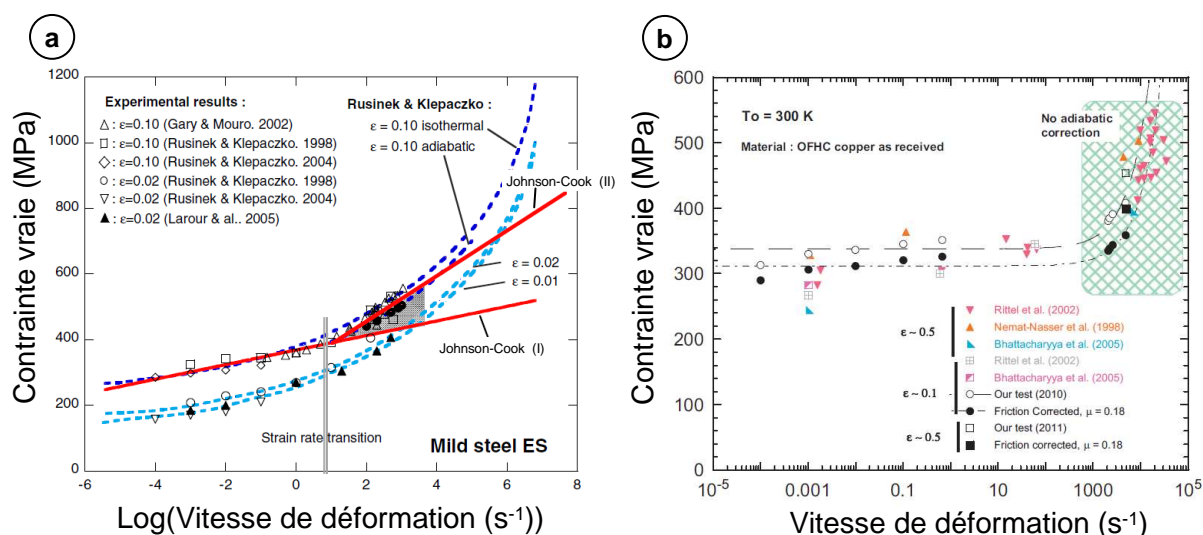 a
Contrainte vraie (MPa)
1200
1000
800
600
400
200
0
Experimental results :
△ : ε=0.10 (Gary & Mouro. 2002)
□ : ε=0.10 (Rusinek & Klepaczko. 1998)
◇ : ε=0.10 (Rusinek & Klepaczko. 2004)
○ : ε=0.02 (Rusinek & Klepaczko. 1998)
▽ : ε=0.02 (Rusinek & Klepaczko. 2004)
▲ : ε=0.02 (Larour & al.. 2005)
Rusinek & Klepaczko :
ε = 0.10 isothermal
ε = 0.10 adiabatic
Johnson-Cook (II)
ε = 0.02
ε = 0.01
Johnson-Cook (I)
Strain rate transition
Mild steel ES
-6 -4 -2 0 2 4 6 8
Log(Vitesse de déformation (s⁻¹))
b
Contrainte vraie (MPa)
600
500
400
300
200
100
0
To = 300 K
Material : OFHC copper as received
No adiabatic
correction
ε ~ 0.5
Rittel et al. (2002)
Nemat-Nasser et al. (1998)
Bhattacharyya et al. (2005)
ε ~ 0.1
Rittel et al. (2002)
Bhattacharyya et al. (2005)
Our test (2010)
Friction Corrected, μ = 0.18
ε ~ 0.5
Our test (2011)
Friction corrected, μ = 0.18
10⁻⁵ 0.001 0.1 10 1000 10⁵
Vitesse de déformation (s⁻¹)